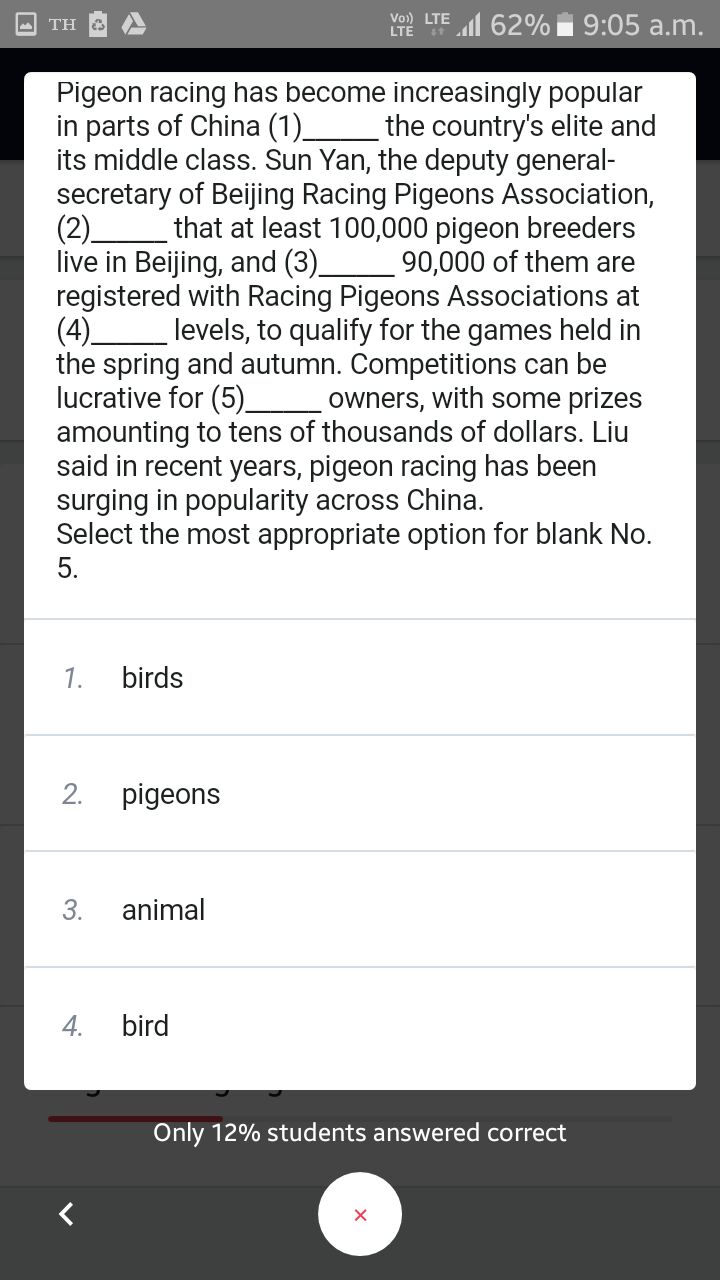 TH Vo)) LTE LTE 62% 9:05 a.m.
Pigeon racing has become increasingly popular
in parts of China (1)______ the country's elite and
its middle class. Sun Yan, the deputy general-
secretary of Beijing Racing Pigeons Association,
(2)______ that at least 100,000 pigeon breeders
live in Beijing, and (3)______ 90,000 of them are
registered with Racing Pigeons Associations at
(4)______ levels, to qualify for the games held in
the spring and autumn. Competitions can be
lucrative for (5)______ owners, with some prizes
amounting to tens of thousands of dollars. Liu
said in recent years, pigeon racing has been
surging in popularity across China.
Select the most appropriate option for blank No.
5.
1. birds
2. pigeons
3. animal
4. bird
Only 12% students answered correct